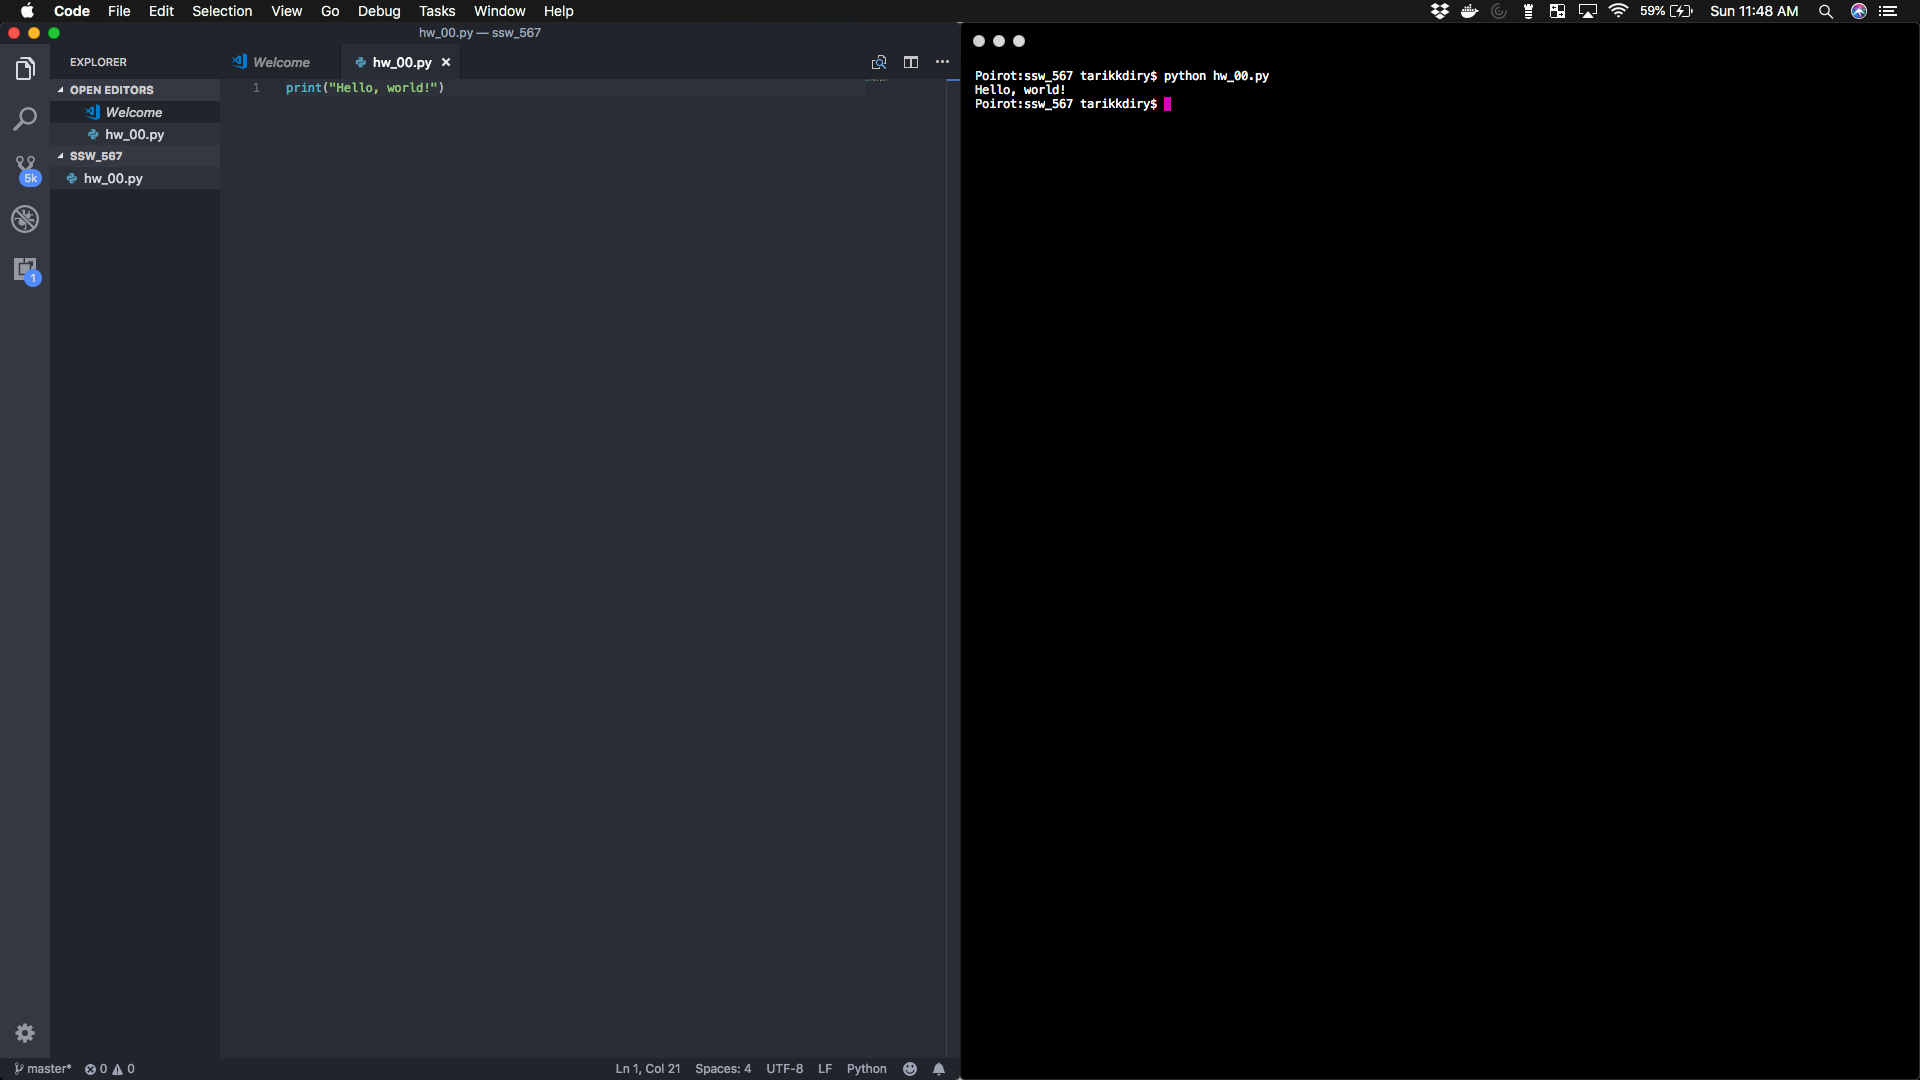 Code File Edit Selection View Go Debug Tasks Window Help 59% Sun 11:48 AM
hw_00.py — ssw_567
EXPLORER
Welcome
hw_00.py
OPEN EDITORS
Welcome
hw_00.py
SSW_567
hw_00.py
5k
1
1 print("Hello, world!")
Poirot:ssw_567 tarikkdiry$ python hw_00.py
Hello, world!
Poirot:ssw_567 tarikkdiry$
master* 0 0 Ln 1, Col 21 Spaces: 4 UTF-8 LF Python